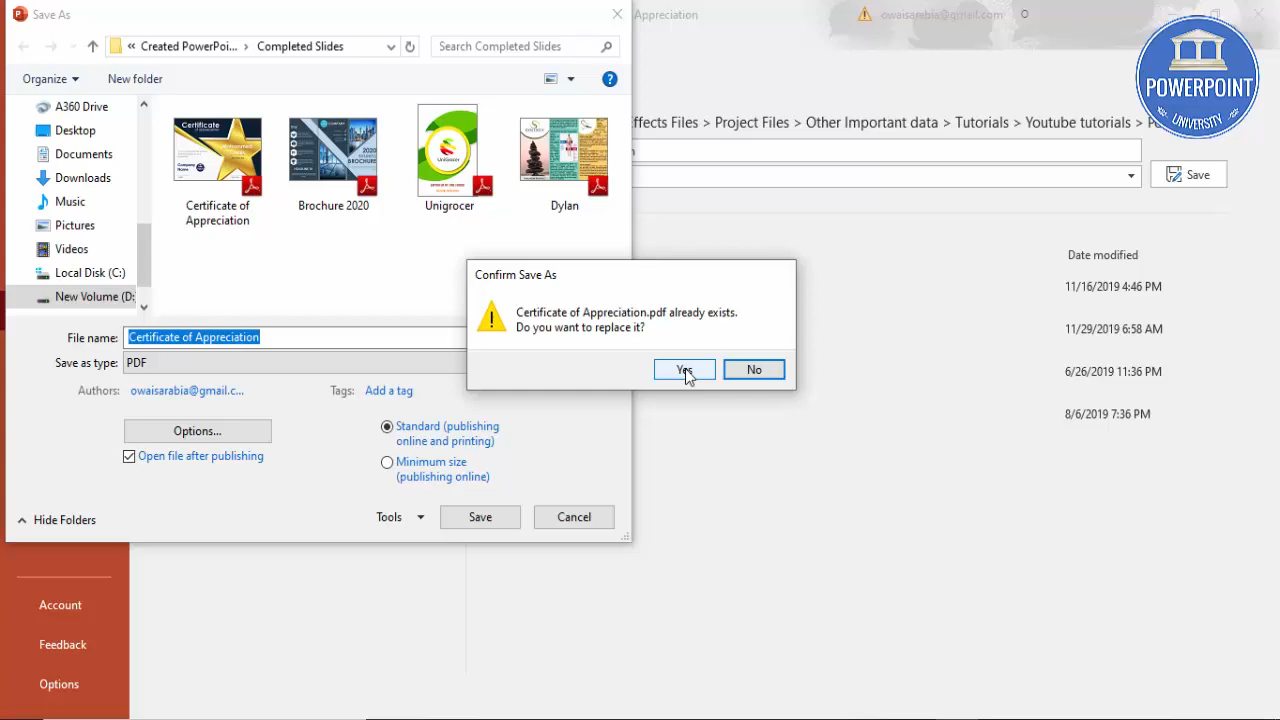 Save As
Appreciation
owaisarabia@gmail.com
« Created PowerPoi... > Completed Slides
Search Completed Slides
Organize
New folder
POWERPOINT
UNIVERSITY
A360 Drive
Desktop
Documents
Downloads
Music
Pictures
Videos
Local Disk (C:)
New Volume (D:
Certificate of
Appreciation
Brochure 2020
Unigrocer
Dylan
ffects Files > Project Files > Other Important data > Tutorials > Youtube tutorials >
Save
Date modified
11/16/2019 4:46 PM
11/29/2019 6:58 AM
6/26/2019 11:36 PM
8/6/2019 7:36 PM
Confirm Save As
Certificate of Appreciation.pdf already exists.
Do you want to replace it?
Yes
No
File name: Certificate of Appreciation
Save as type: PDF
Authors: owaisarabia@gmail.c...
Tags: Add a tag
Options...
Open file after publishing
Standard (publishing
online and printing)
Minimum size
(publishing online)
Hide Folders
Tools
Save
Cancel
Account
Feedback
Options